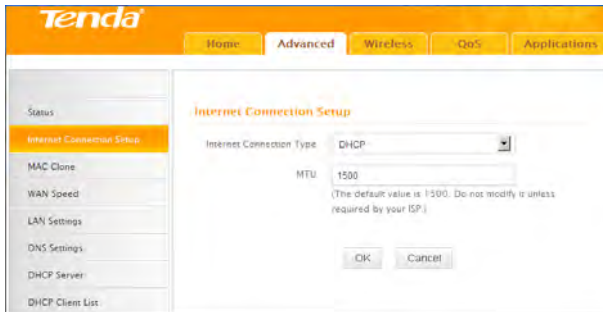 Tenda
Home Advanced Wireless QoS Applications
Status
Internet Connection Setup
MAC Clone
WAN Speed
LAN Settings
DNS Settings
DHCP Server
DHCP Client List
Internet Connection Setup
Internet Connection Type DHCP
MTU 1500
(The default value is 1500. Do not modify it unless
required by your ISP.)
OK Cancel